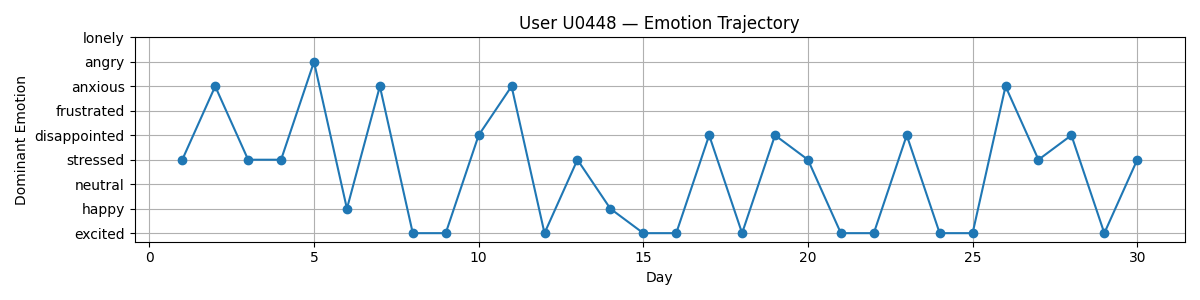 User U0448 — Emotion Trajectory
Dominant Emotion
lonely
angry
anxious
frustrated
disappointed
stressed
neutral
happy
excited
0 5 10 15 20 25 30
Day